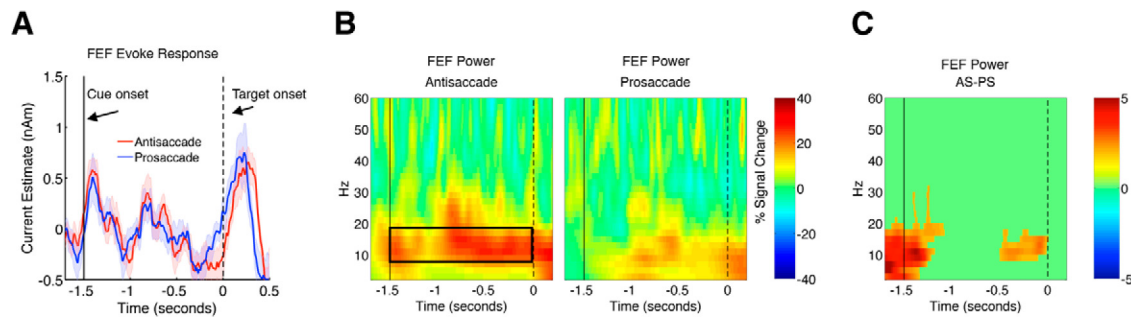 A
FEF Evoke Response
Current Estimate (nAm)
1.5
1
0.5
0
-0.5
Cue onset
Target onset
Antisaccade
Prosaccade
-1.5 -1 -0.5 0 0.5
Time (seconds)
B
FEF Power
Antisaccade
FEF Power
Prosaccade
Hz
60
50
40
30
20
10
-1.5 -1 -0.5 0
Time (seconds)
-1.5 -1 -0.5 0
Time (seconds)
40
20
0
-20
-40
% Signal Change
C
FEF Power
AS-PS
Hz
60
50
40
30
20
10
-1.5 -1 -0.5 0
Time (seconds)
5
0
-5